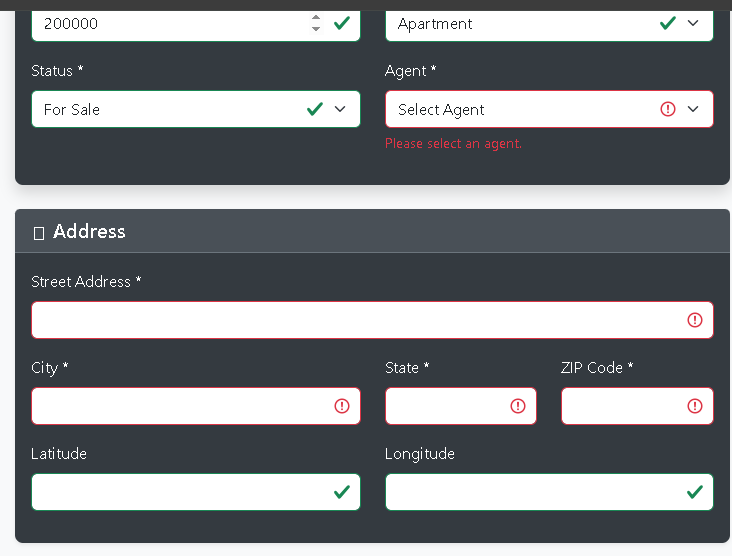 200000
Apartment
Status *
Agent *
For Sale
Select Agent
Please select an agent.
Address
Street Address *
City *
State *
ZIP Code *
Latitude
Longitude